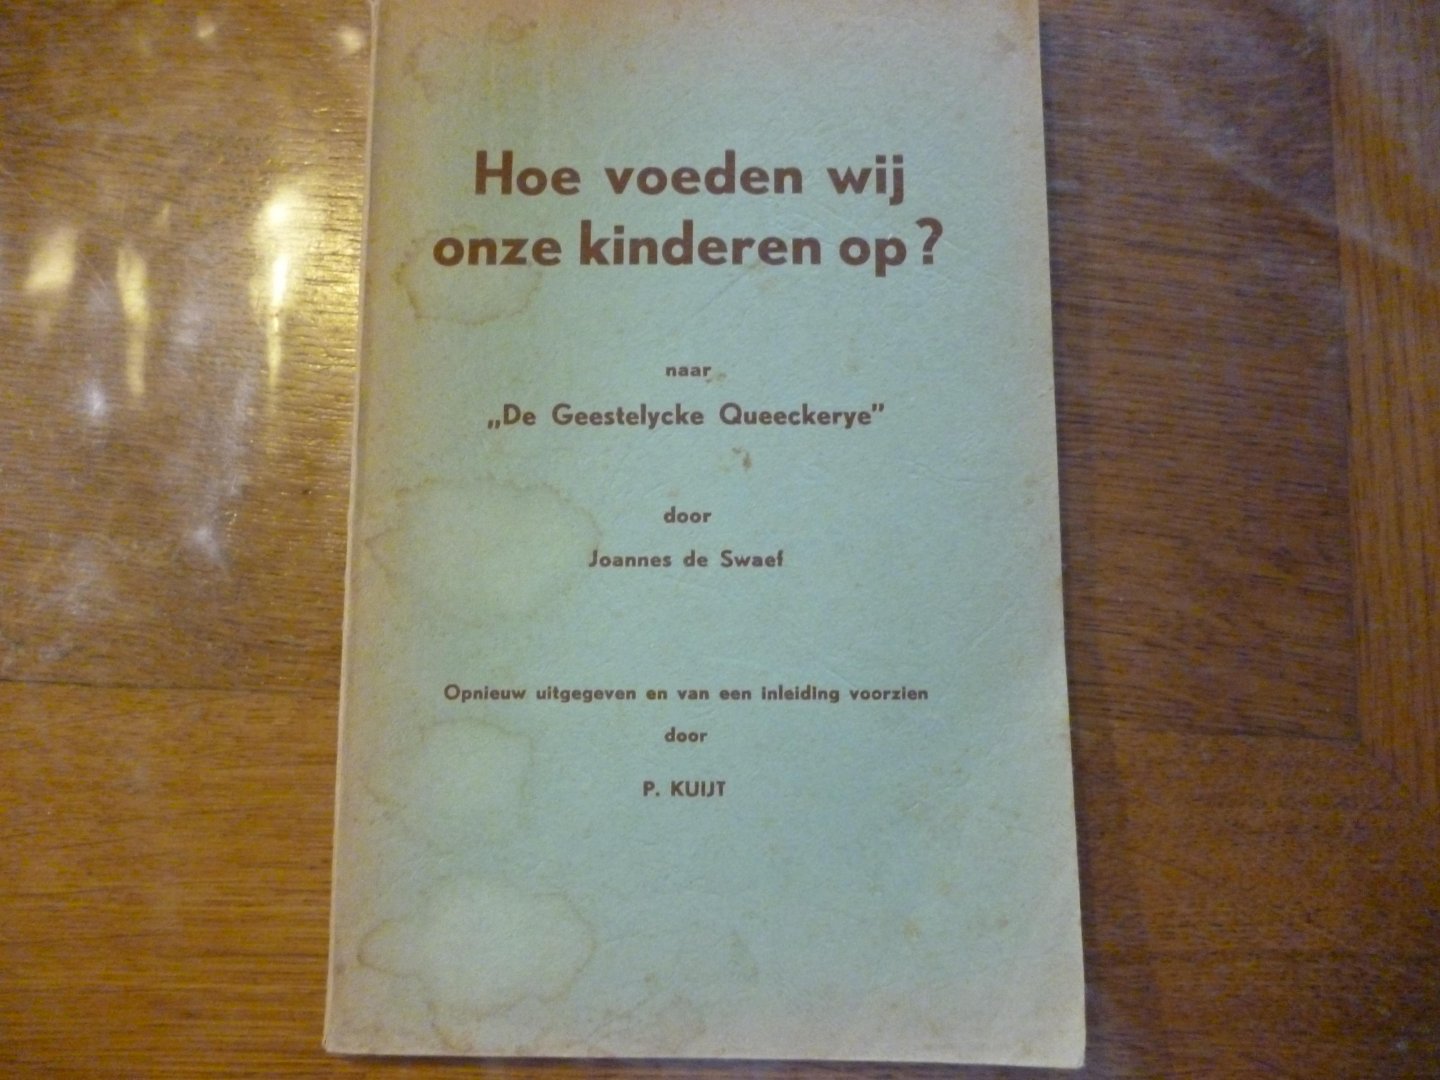 Hoe voeden wij
onze kinderen op?
naar
„De Geestelycke Queeckerye”
door
Joannes de Swaef
Opnieuw uitgegeven en van een inleiding voorzien
door
P. KUIJT